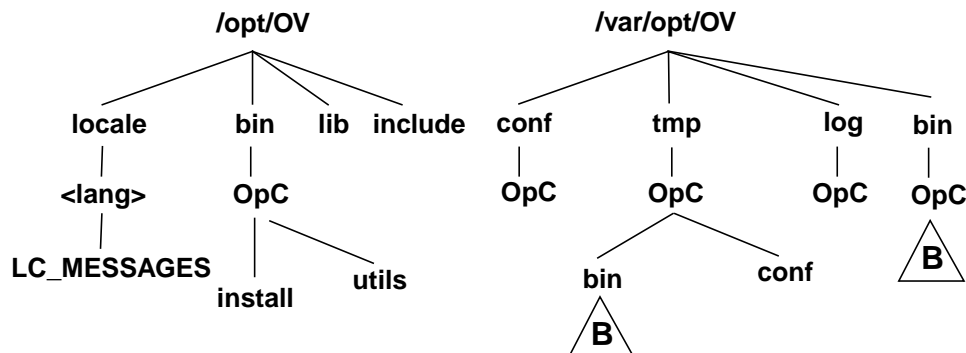 /opt/OV /var/opt/OV
locale bin lib include conf tmp log bin
<lang> OpC OpC OpC OpC OpC
LC_MESSAGES install utils bin conf B
B